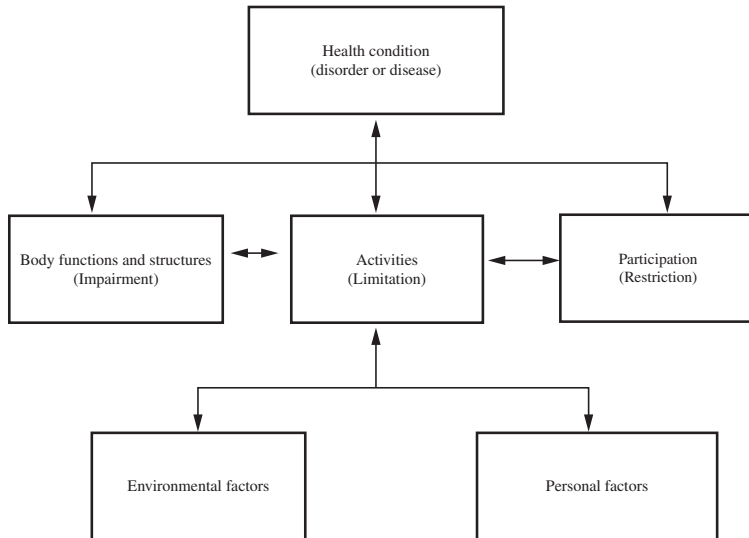 Health condition
(disorder or disease)
Body functions and structures
(Impairment)
Activities
(Limitation)
Participation
(Restriction)
Environmental factors
Personal factors